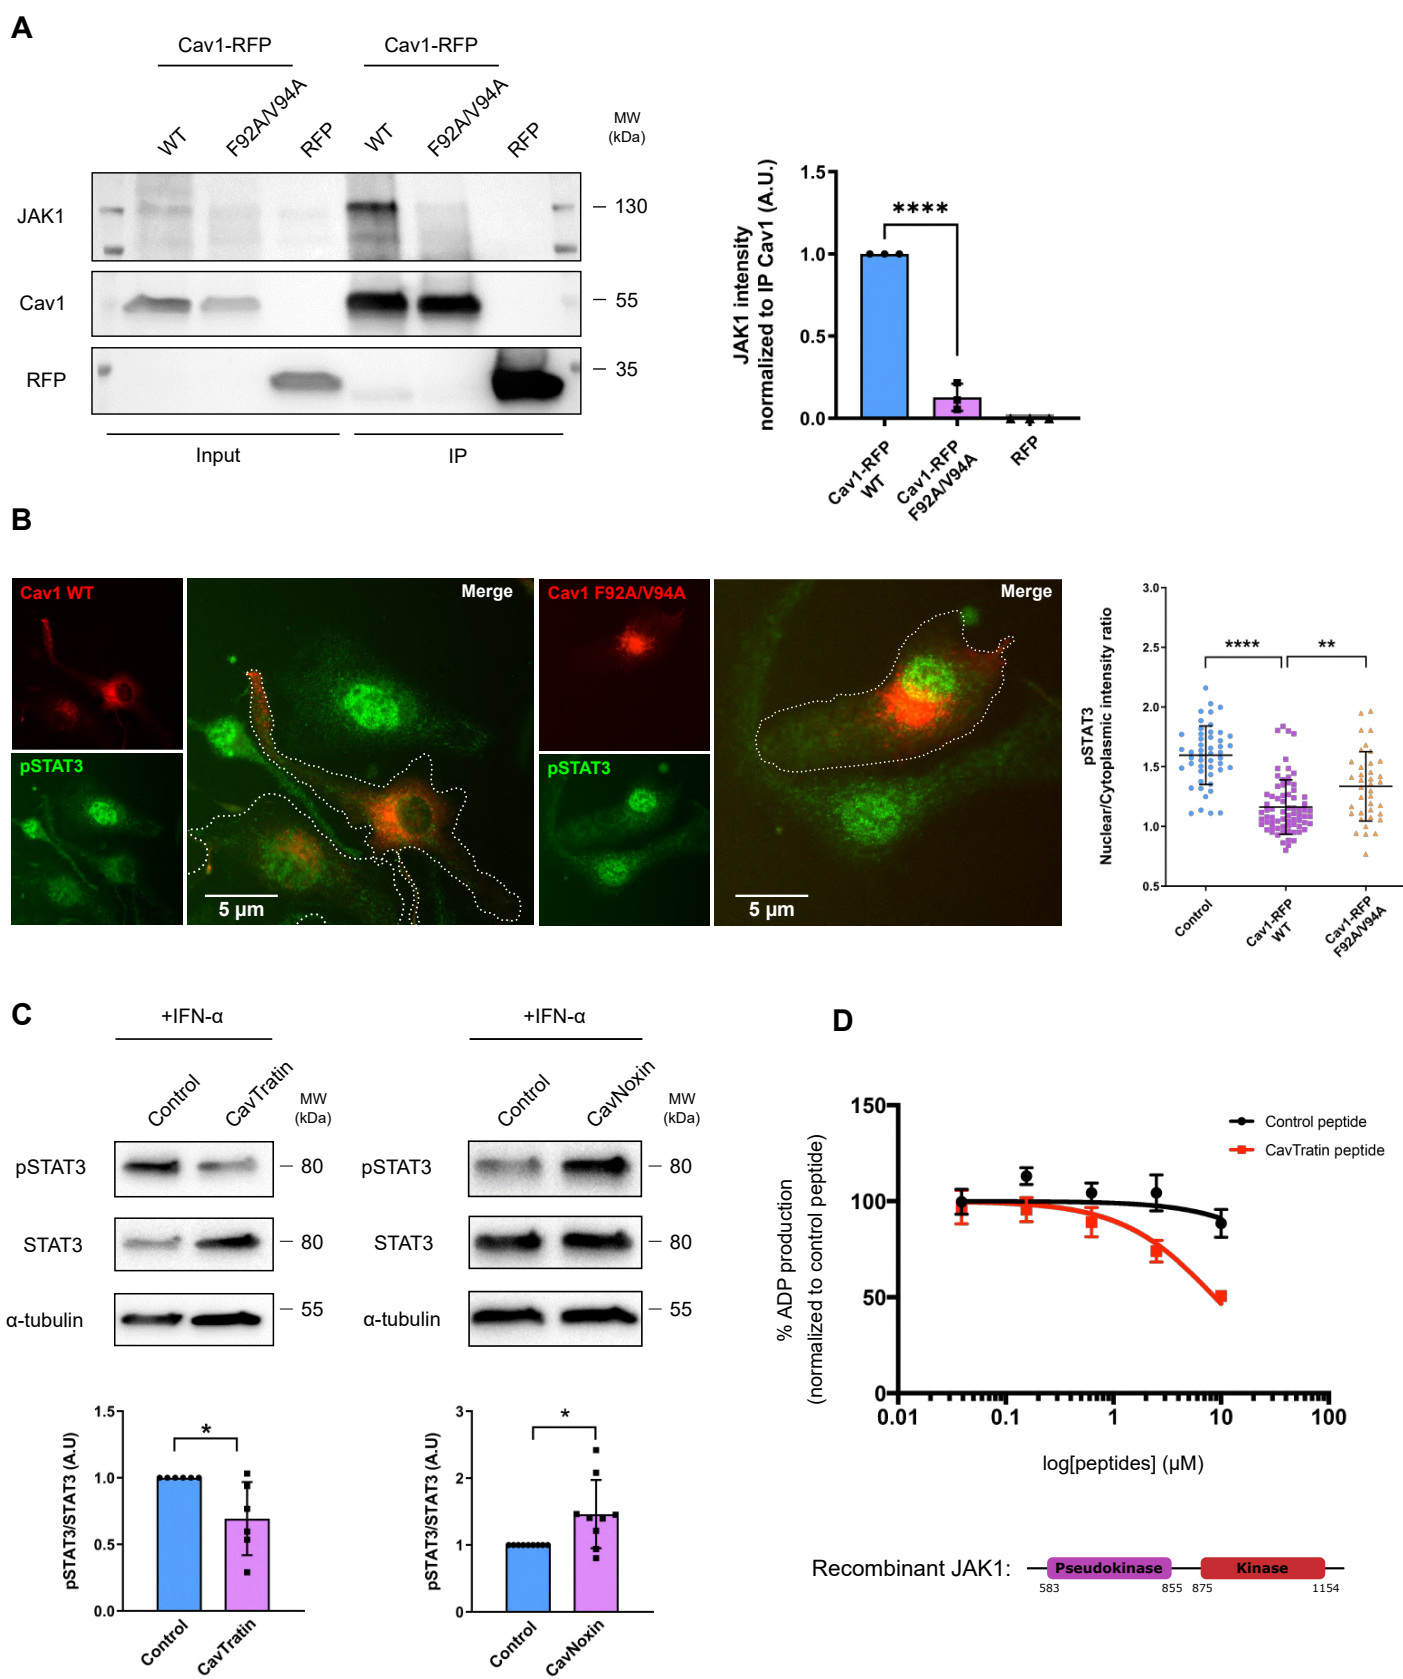 A
Cav1-RFP
Cav1-RFP
WT
F92A/V94A
RFP
WT
F92A/V94A
RFP
MW
(kDa)
JAK1
130
Cav1
55
RFP
35
Input
IP
JAK1 intensity
normalized to IP Cav1 (A.U.)
1.5
1.0
0.5
0.0
****
Cav1-RFP
WT
Cav1-RFP
F92A/V94A
RFP
B
Cav1 WT
pSTAT3
Merge
5 µm
Cav1 F92A/V94A
pSTAT3
Merge
5 µm
pSTAT3
Nuclear/Cytoplasmic intensity ratio
3.0
2.5
2.0
1.5
1.0
0.5
****
**
Control
Cav1-RFP
WT
Cav1-RFP
F92A/V94A
C
+IFN-α
Control
CavTratin
MW
(kDa)
pSTAT3
80
STAT3
80
α-tubulin
55
+IFN-α
Control
CavNoxin
MW
(kDa)
pSTAT3
80
STAT3
80
α-tubulin
55
pSTAT3/STAT3 (A.U)
1.5
1.0
0.5
0.0
*
Control
CavTratin
pSTAT3/STAT3 (A.U)
3
2
1
0
*
Control
CavNoxin
D
% ADP production
(normalized to control peptide)
150
100
50
0
Control peptide
CavTratin peptide
0.01
0.1
1
10
100
log[peptides] (µM)
Recombinant JAK1:
Pseudokinase
Kinase
583
855
875
1154